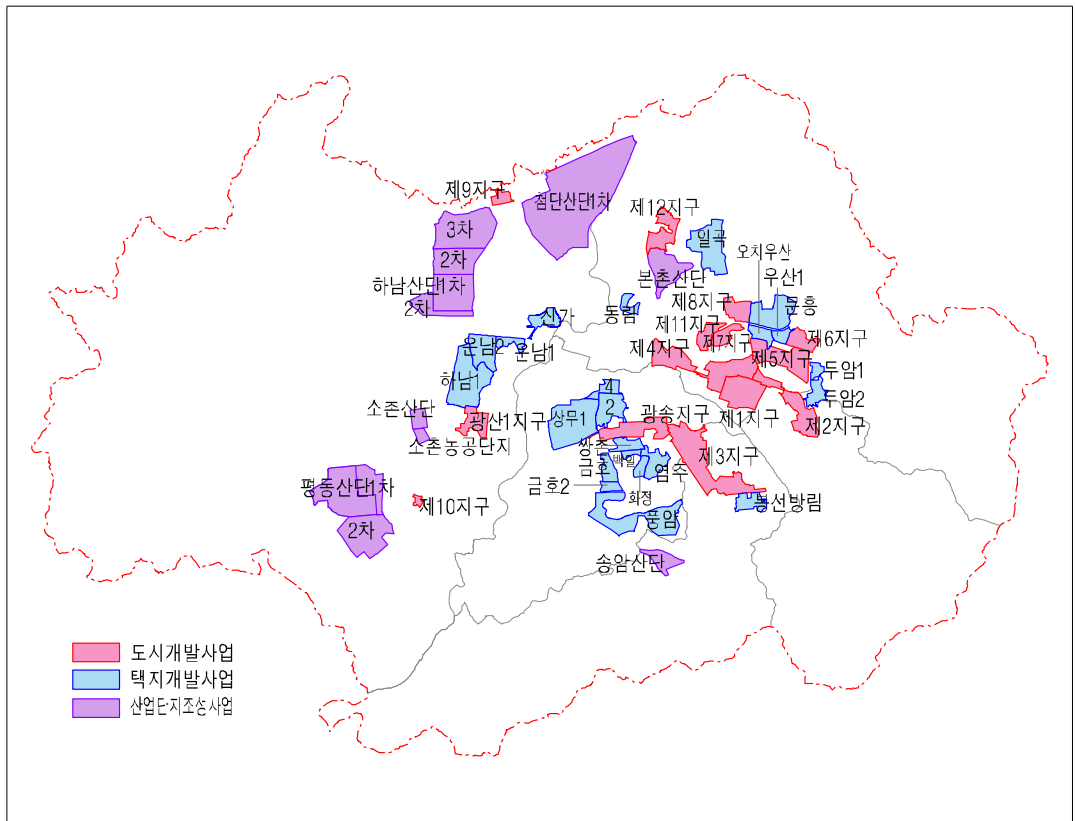 제9지구
첨단산단1차
제12지구
3차
일곡
오치우산
2차
본촌산단
우산1
하남산단1차
제8지구
문흥
2차
신가
동림
제11지구
제7지구
제6지구
운남2
운남1
제4지구
제5지구
두암1
하남1
4
두암2
소촌산단
광산1지구
상무1
2
광송지구
제1지구
제2지구
소촌농공단지
쌍촌
백일
제3지구
금호
염주
평동산단1차
금호2
화정
제10지구
봉선방림
풍암
2차
송암산단
도시개발사업
택지개발사업
산업단지조성사업